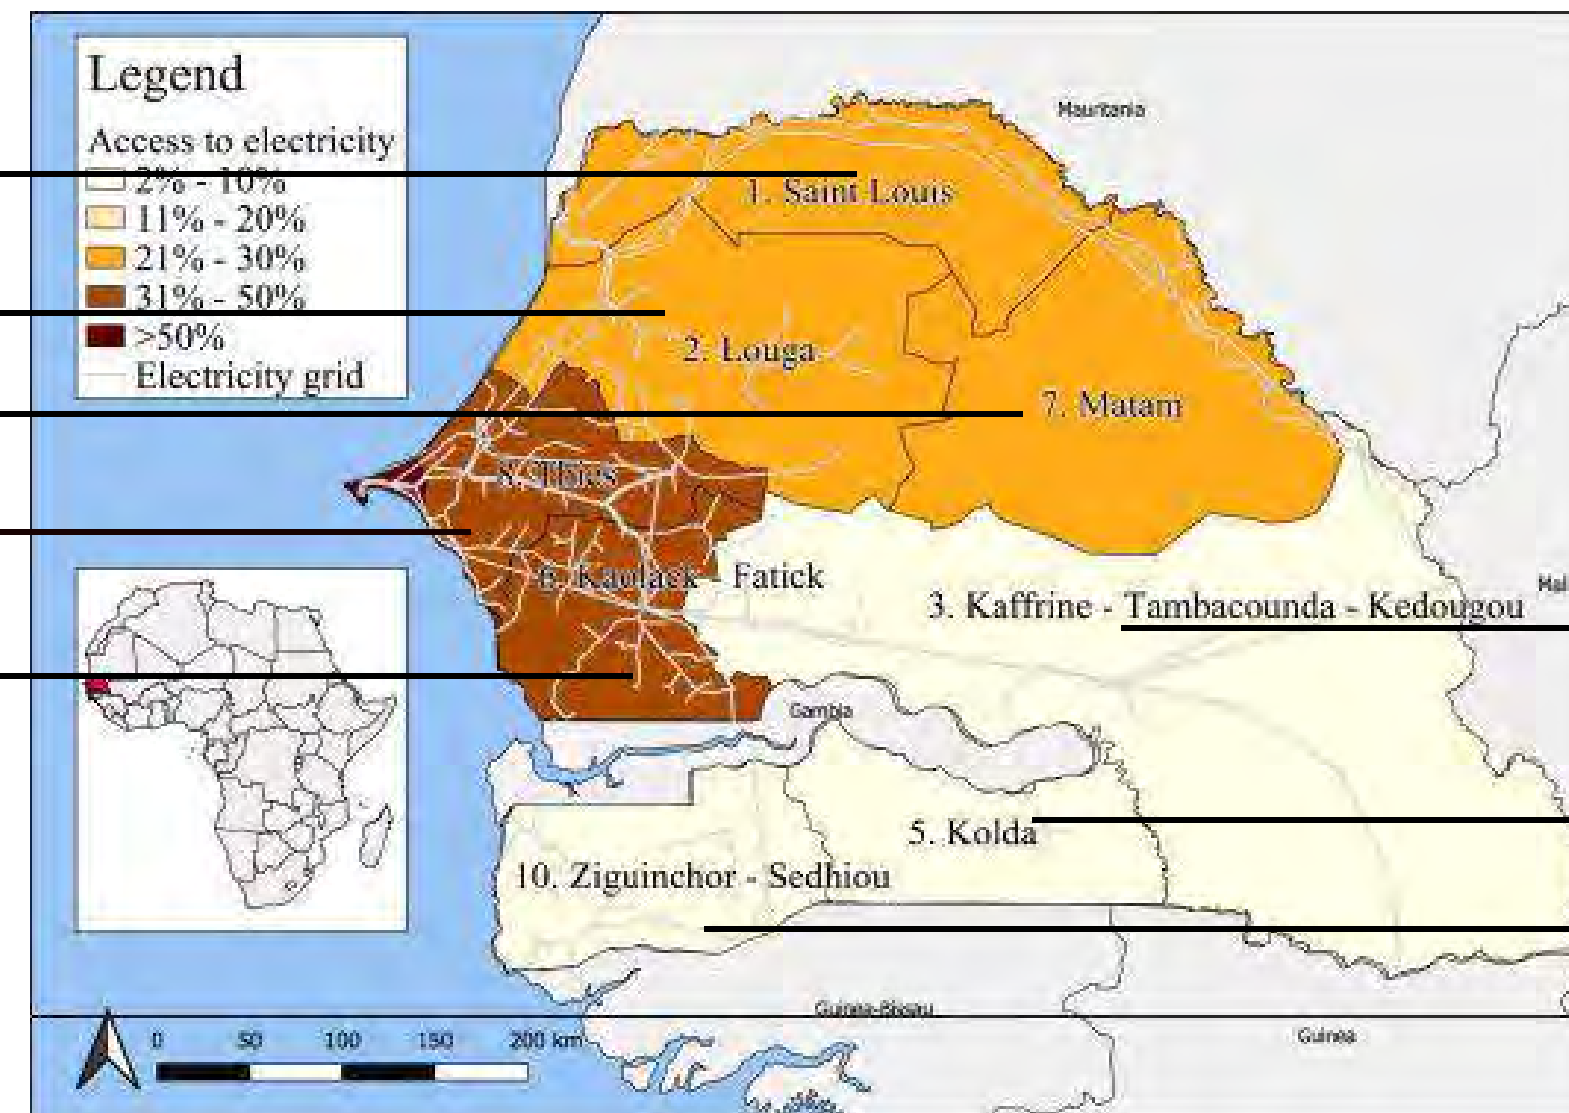 Legend
Access to electricity
2% - 10%
11% - 20%
21% - 30%
31% - 50%
>50%
Electricity grid
Mauritania
1. Saint Louis
2. Louga
7. Matam
8. Thies
6. Kaolack - Fatick
3. Kaffrine - Tambacounda - Kedougou
Mal
Gambia
5. Kolda
10. Ziguinchor - Sedhiou
Guinea-Bissau
Guinea
0 50 100 150 200 km